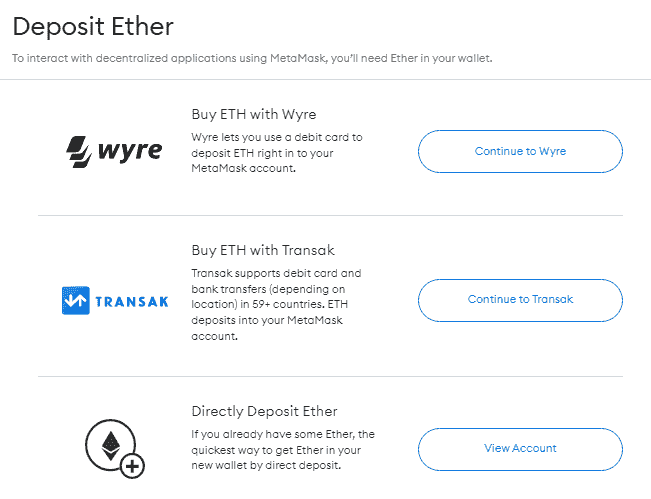 Deposit Ether
To interact with decentralized applications using MetaMask, you'll need Ether in your wallet.
Buy ETH with Wyre
wyre
Wyre lets you use a debit card to
deposit ETH right in to your
MetaMask account.
Continue to Wyre
Buy ETH with Transak
TRANSAK
Transak supports debit card and
bank transfers (depending on
location) in 59+ countries. ETH
deposits into your MetaMask
account.
Continue to Transak
Directly Deposit Ether
If you already have some Ether, the
quickest way to get Ether in your
new wallet by direct deposit.
View Account